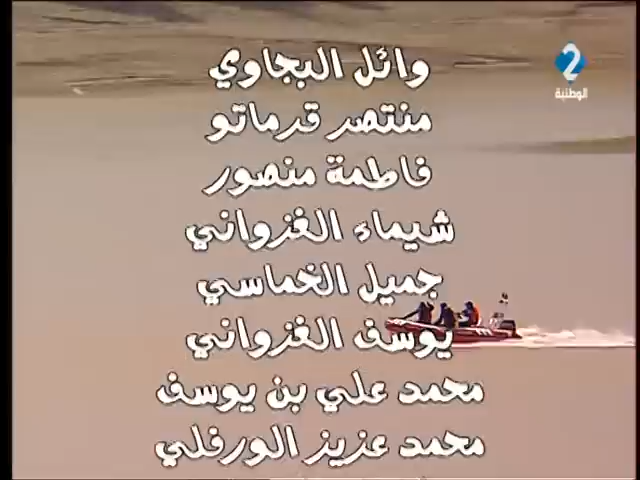 وائل البجاوي
2
الوطنية
منتصر قرماتو
فاطمة منصور
شيماء الغزواني
جميل الخماسي
يوسف الغزواني
محمد علي بن يوسف
محمد عزيز الورفلي